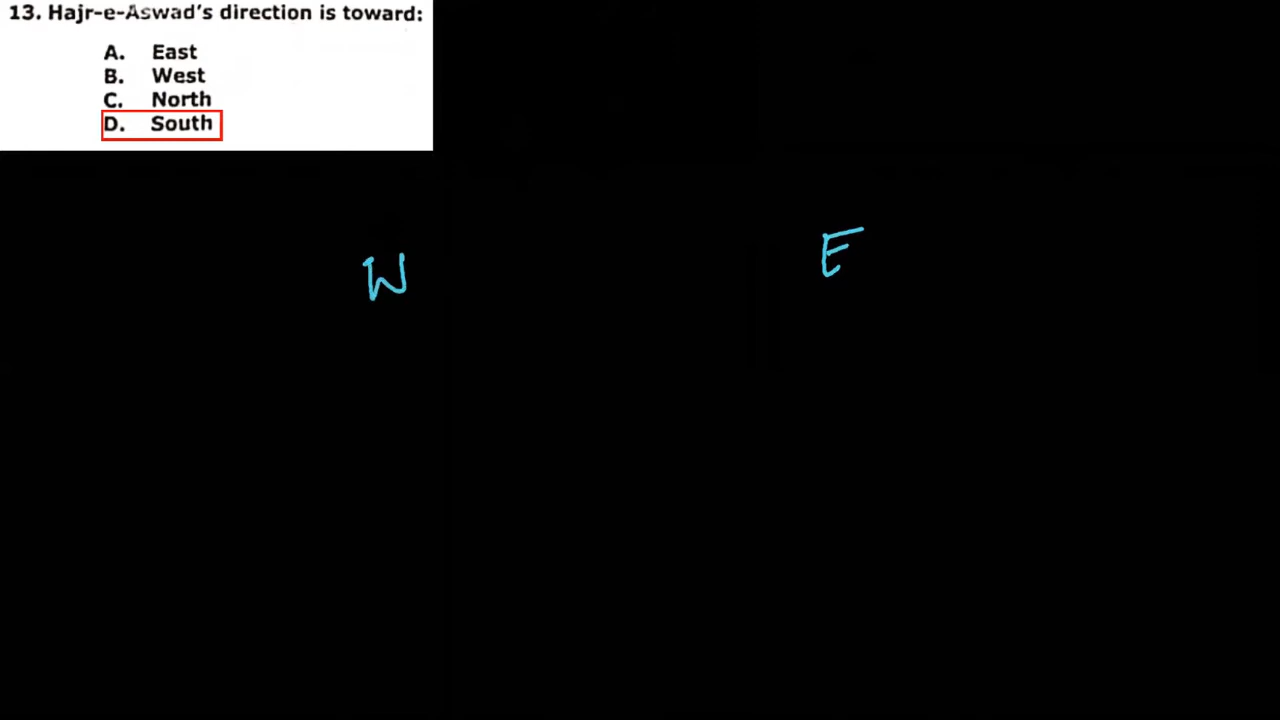 13. Hajr-e-Aswad's direction is toward:
A. East
B. West
C. North
D. South
W E